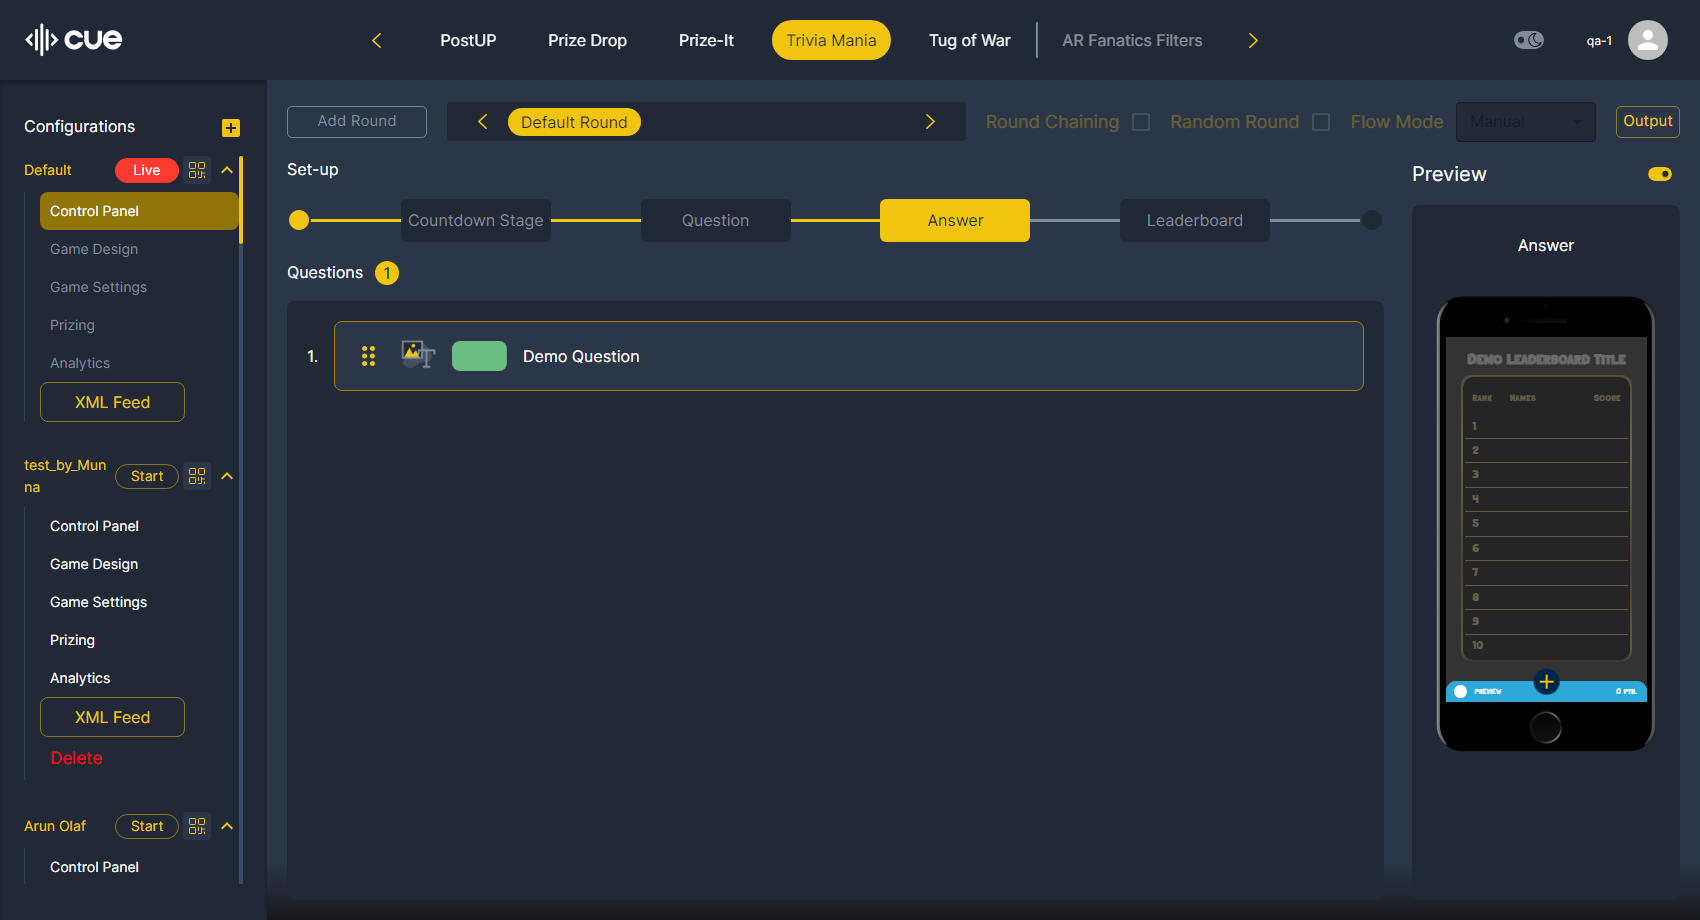 cue
PostUP
Prize Drop
Prize-It
Trivia Mania
Tug of War
AR Fanatics Filters
qa-1
Configurations
Default
Live
Control Panel
Game Design
Game Settings
Prizing
Analytics
XML Feed
test_by_Mun
na
Start
Control Panel
Game Design
Game Settings
Prizing
Analytics
XML Feed
Delete
Arun Olaf
Start
Control Panel
Add Round
Default Round
Round Chaining
Random Round
Flow Mode
Manual
Output
Set-up
Countdown Stage
Question
Answer
Leaderboard
Questions
1
1.
Demo Question
Preview
Answer
Demo Leaderboard Title
Rank Names Score
1
2
3
4
5
6
7
8
9
10
PREVIEW
0 PTS.